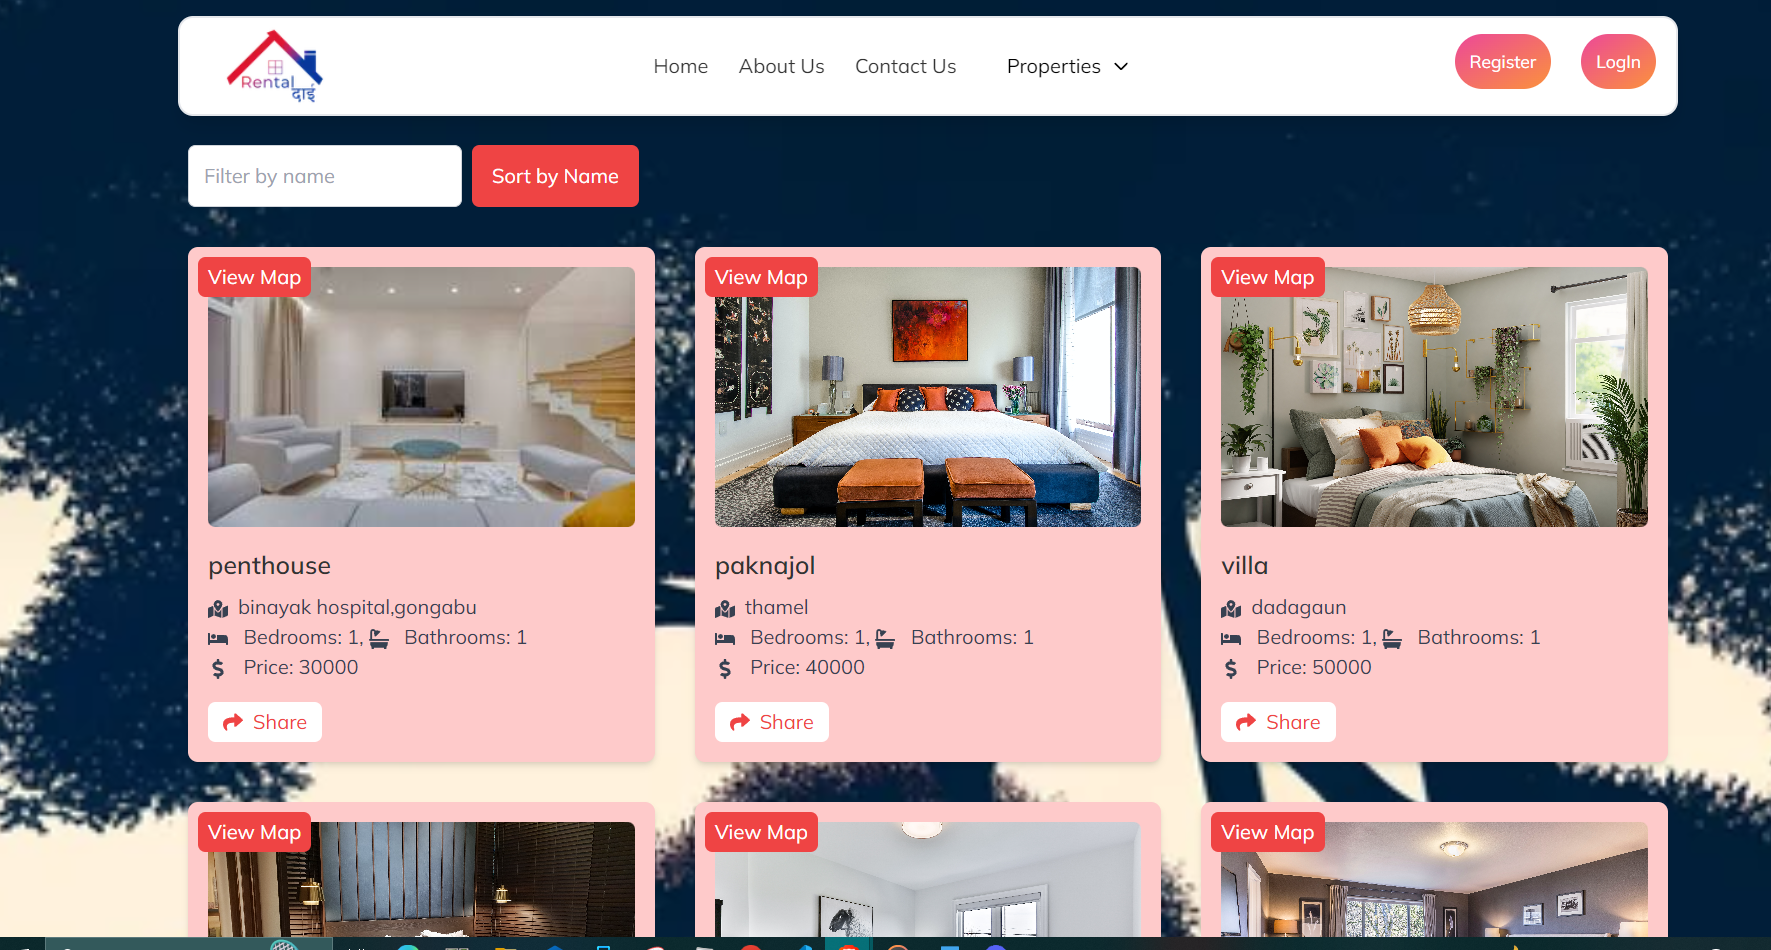 Rental
दाई
Home About Us Contact Us Properties
Register LogIn
Filter by name Sort by Name
View Map View Map View Map
penthouse paknajol villa
binayak hospital,gongabu thamel dadagaun
Bedrooms: 1, Bathrooms: 1 Bedrooms: 1, Bathrooms: 1 Bedrooms: 1, Bathrooms: 1
Price: 30000 Price: 40000 Price: 50000
Share Share Share
View Map View Map View Map